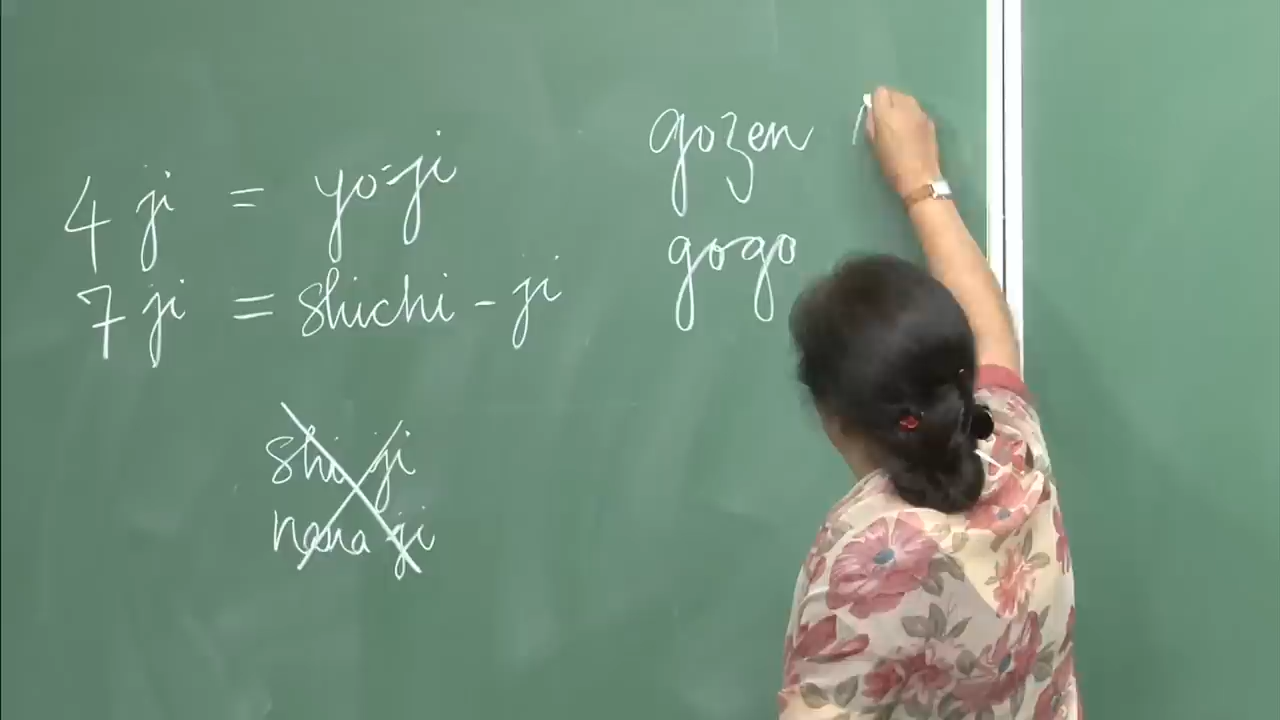 4 ji = yo-ji
7 ji = shichi - ji
shi ji
nana ji
gozen
gogo